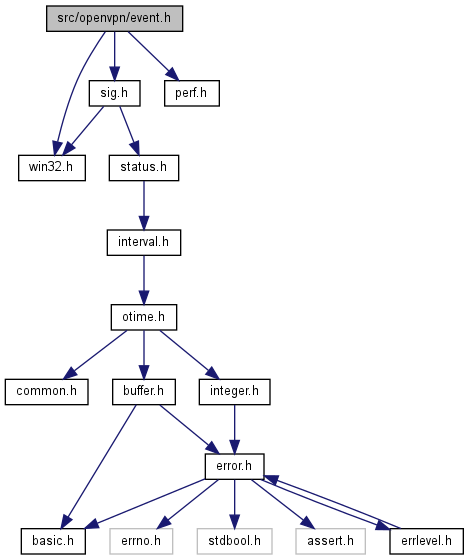 src/openvpn/event.h
sig.h
perf.h
win32.h
status.h
interval.h
otime.h
common.h
buffer.h
integer.h
error.h
basic.h
errno.h
stdbool.h
assert.h
errlevel.h